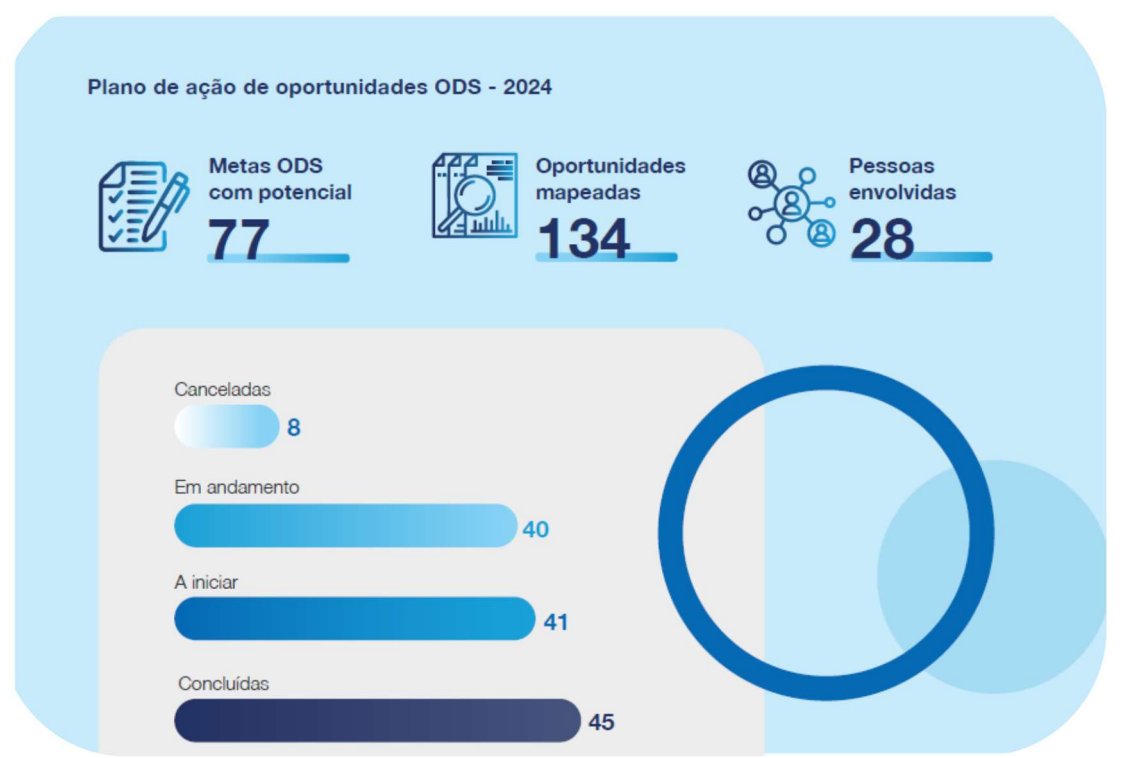 Plano de ação de oportunidades ODS - 2024
Metas ODS
com potencial
77
Oportunidades
mapeadas
134
Pessoas
envolvidas
28
Canceladas
8
Em andamento
40
A iniciar
41
Concluídas
45